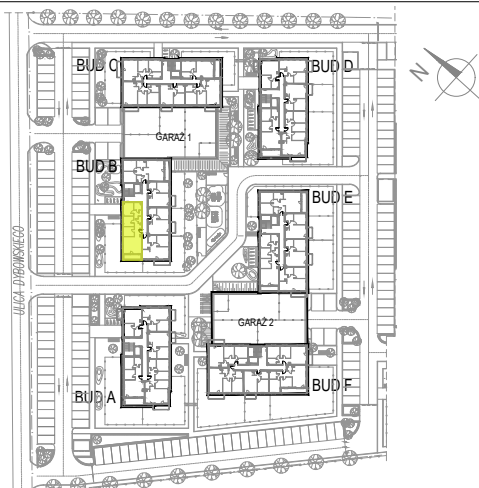 BUD C
BUD D
N
GARAŻ 1
BUD B
BUD E
ULICA DYBOWSKIEGO
GARAŻ 2
BUD F
BUD A